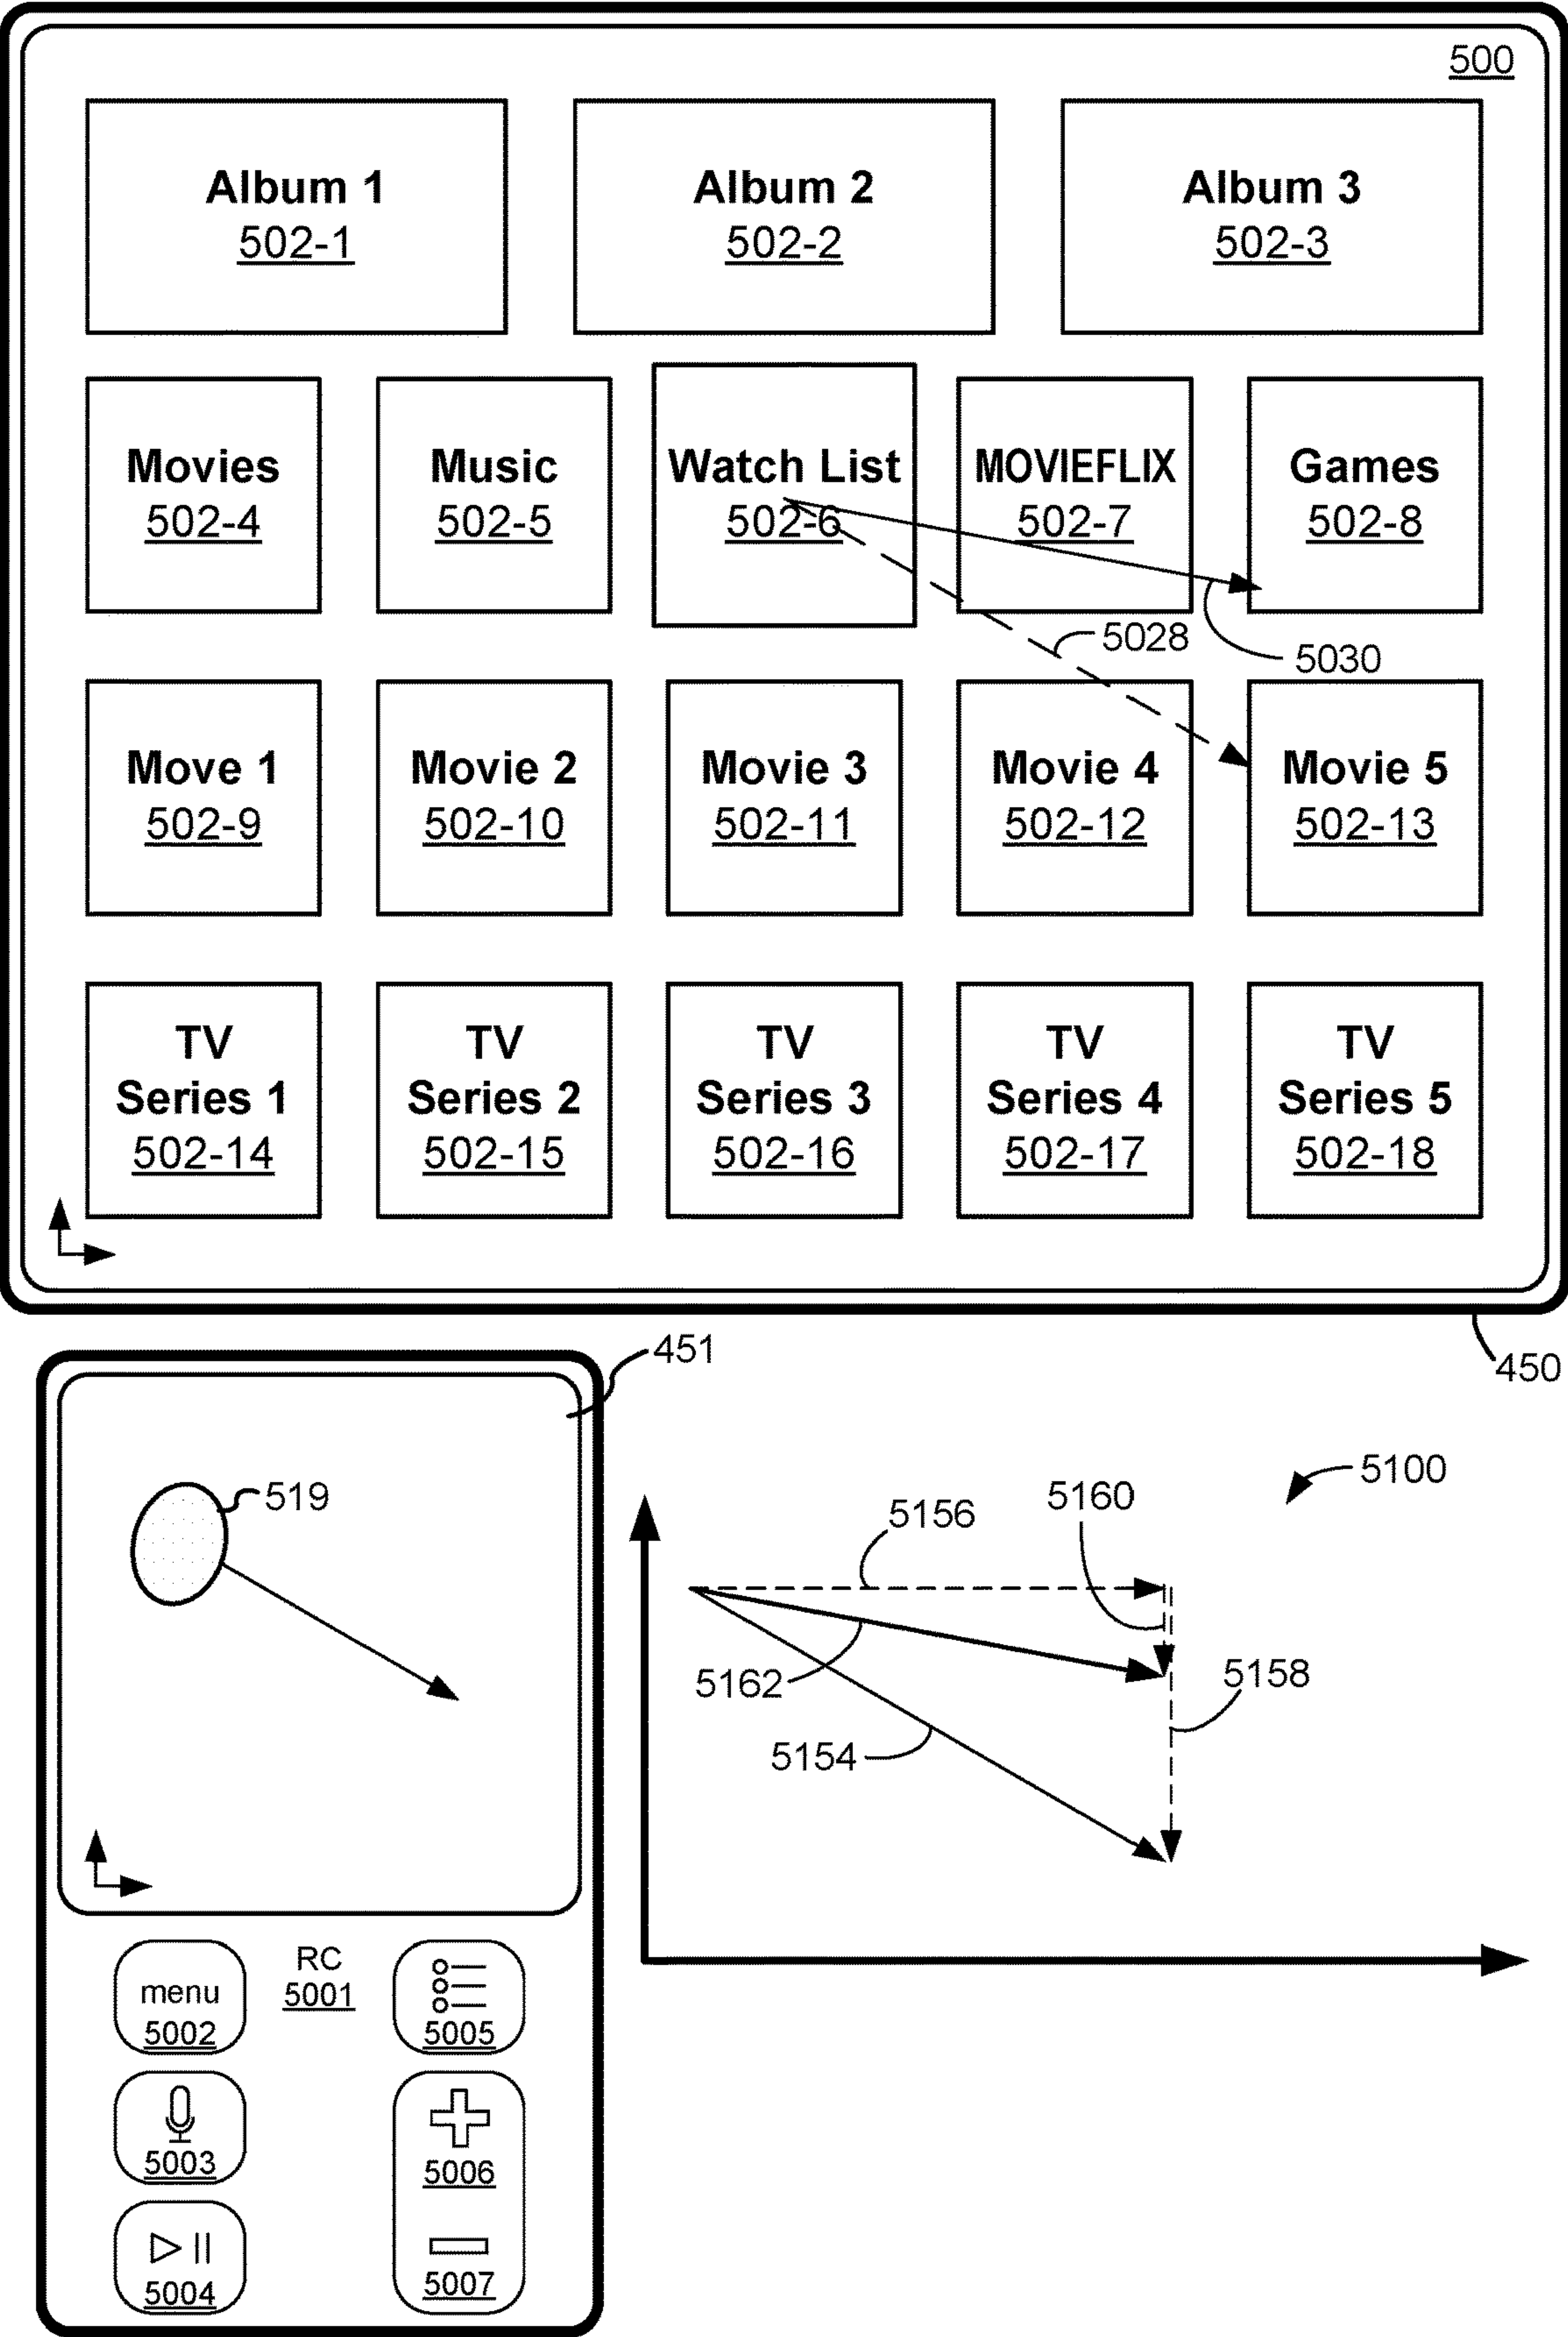 500
Album 1
502-1
Album 2
502-2
Album 3
502-3
Movies
502-4
Music
502-5
Watch List
502-6
MOVIEFLIX
502-7
Games
502-8
5028
5030
Move 1
502-9
Movie 2
502-10
Movie 3
502-11
Movie 4
502-12
Movie 5
502-13
TV
Series 1
502-14
TV
Series 2
502-15
TV
Series 3
502-16
TV
Series 4
502-17
TV
Series 5
502-18
450
451
519
5100
5156
5160
5162
5158
5154
RC
5001
menu
5002
5005
5003
5006
5004
5007